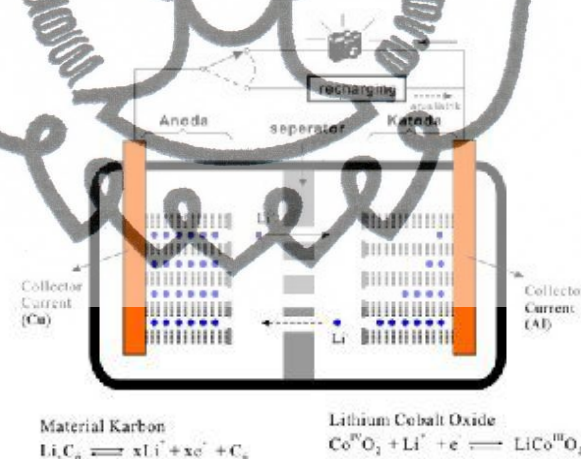 recharging
Anoda
seperator
Katoda
Li
Collector
Current
(Cu)
Collecto
Current
(Al)
Li
Material Karbon
LiₓC₆ ⇌ xLi⁺ + xe⁻ + C₆
Lithium Cobalt Oxide
CoᴵⱽO₂ + Li⁺ + e⁻ ⇌ LiCoᴵᴵᴵO₂